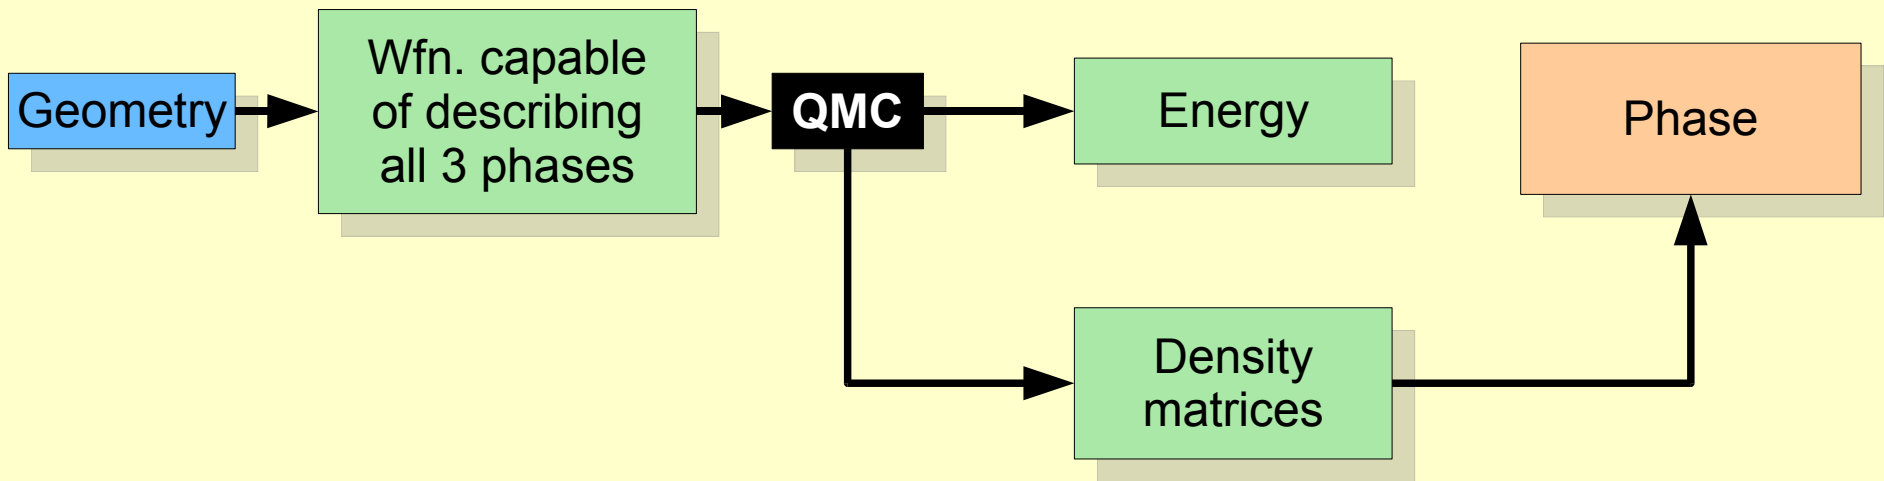 Geometry
Wfn. capable
of describing
all 3 phases
QMC
Energy
Phase
Density
matrices